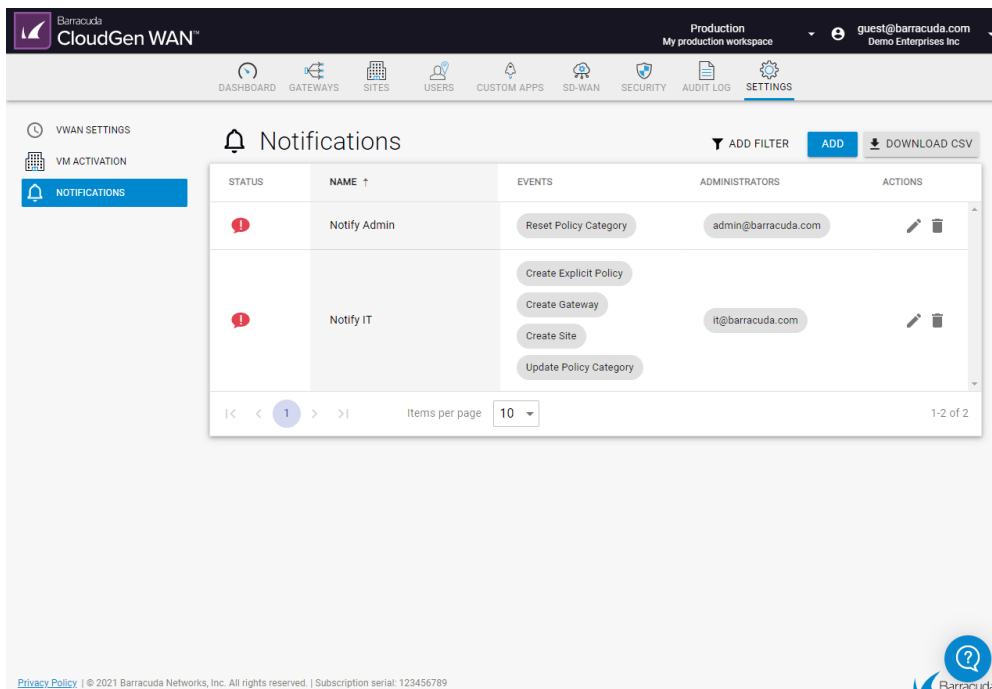 Barracuda
CloudGen WAN™
Production
My production workspace
guest@barracuda.com
Demo Enterprises Inc
DASHBOARD GATEWAYS SITES USERS CUSTOM APPS SD-WAN SECURITY AUDIT LOG SETTINGS
VWAN SETTINGS
VM ACTIVATION
NOTIFICATIONS
Notifications
ADD FILTER ADD DOWNLOAD CSV
STATUS NAME ↑ EVENTS ADMINISTRATORS ACTIONS
Notify Admin Reset Policy Category admin@barracuda.com
Create Explicit Policy
Create Gateway
Notify IT it@barracuda.com
Create Site
Update Policy Category
1 Items per page 10 1-2 of 2
Privacy Policy | © 2021 Barracuda Networks, Inc. All rights reserved. | Subscription serial: 123456789
Barracuda